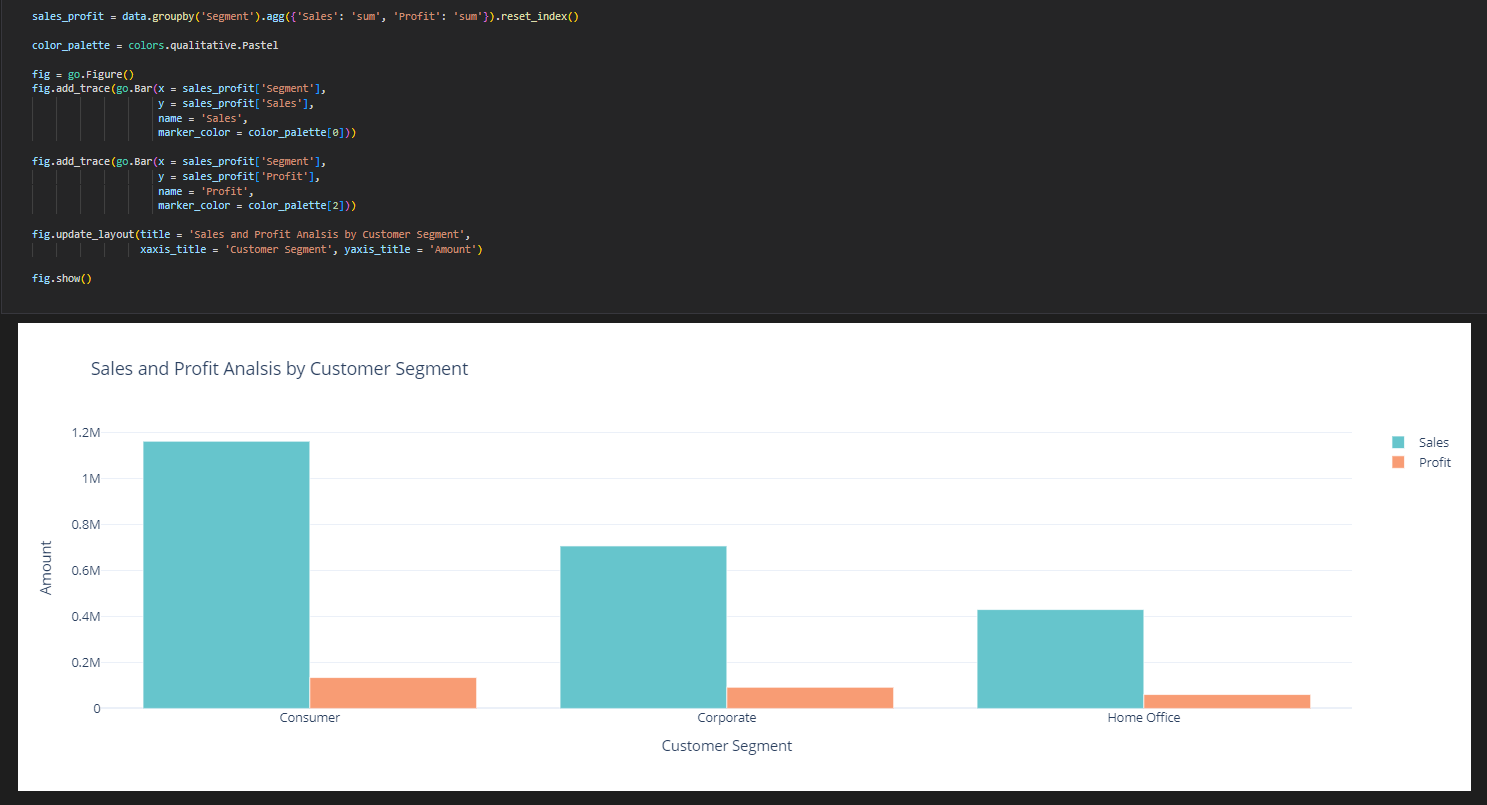 sales_profit = data.groupby('Segment').agg({'Sales': 'sum', 'Profit': 'sum'}).reset_index()
color_palette = colors.qualitative.Pastel
fig = go.Figure()
fig.add_trace(go.Bar(x = sales_profit['Segment'],
y = sales_profit['Sales'],
name = 'Sales',
marker_color = color_palette[0]))
fig.add_trace(go.Bar(x = sales_profit['Segment'],
y = sales_profit['Profit'],
name = 'Profit',
marker_color = color_palette[2]))
fig.update_layout(title = 'Sales and Profit Analsis by Customer Segment',
xaxis_title = 'Customer Segment', yaxis_title = 'Amount')
fig.show()
Sales and Profit Analsis by Customer Segment
1.2M
1M
0.8M
0.6M
0.4M
0.2M
0
Amount
Sales
Profit
Consumer
Corporate
Home Office
Customer Segment